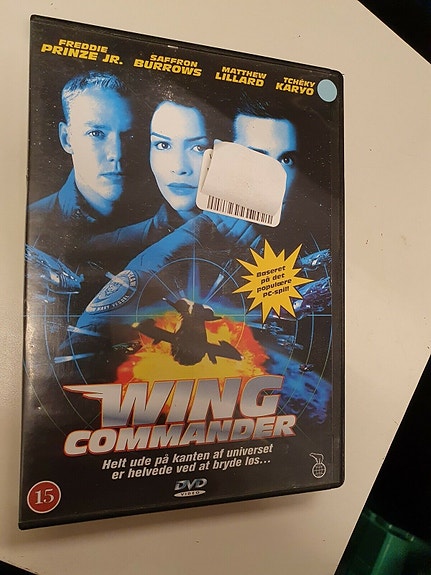 FREDDIE
PRINZE JR.
SAFFRON
BURROWS
MATTHEW
LILLARD
TCHÉKY
KARYO
Baseret
på det
populære
PC-spil!
WING
COMMANDER
Helt ude på kanten af universet
er helvede ved at bryde løs...
15
DVD
VIDEO